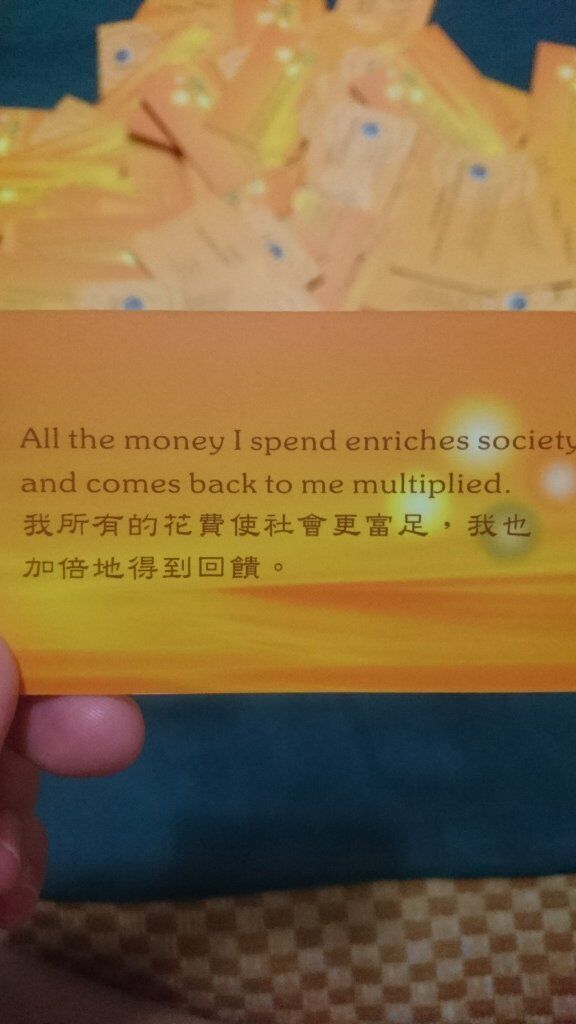 All the money I spend enriches society
and comes back to me multiplied.
我所有的花費使社會更富足，我也
加倍地得到回饋。